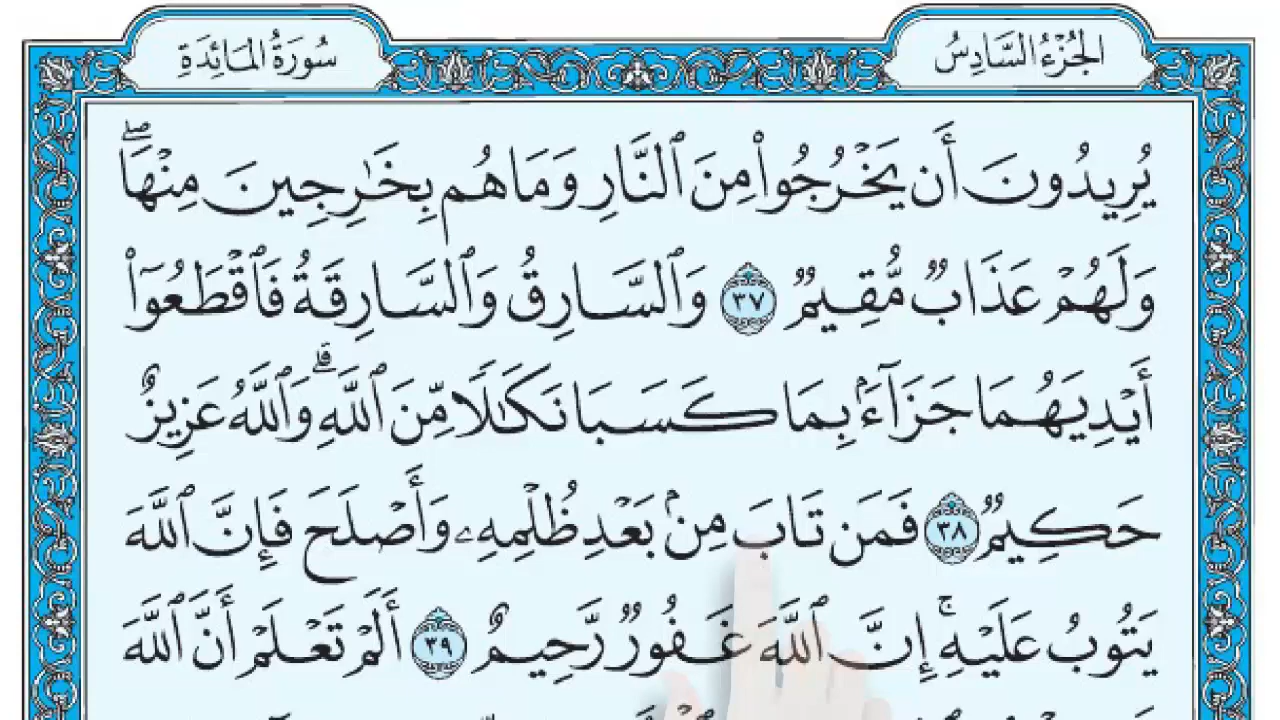 الجُزْءُ السَّادِسُ
سُورَةُ المَائِدَةِ
يُرِيدُونَ أَن يَخْرُجُوا۟ مِنَ ٱلنَّارِ وَمَا هُم بِخَٰرِجِينَ مِنْهَا ۖ
وَلَهُمْ عَذَابٌ مُّقِيمٌ ٣٧ وَٱلسَّارِقُ وَٱلسَّارِقَةُ فَٱقْطَعُوٓا۟
أَيْدِيَهُمَا جَزَآءًۢ بِمَا كَسَبَا نَكَٰلًا مِّنَ ٱللَّهِ ۗ وَٱللَّهُ عَزِيزٌ
حَكِيمٌ ٣٨ فَمَن تَابَ مِنۢ بَعْدِ ظُلْمِهِۦ وَأَصْلَحَ فَإِنَّ ٱللَّهَ
يَتُوبُ عَلَيْهِ ۚ إِنَّ ٱللَّهَ غَفُورٌ رَّحِيمٌ ٣٩ أَلَمْ تَعْلَمْ أَنَّ ٱللَّهَ